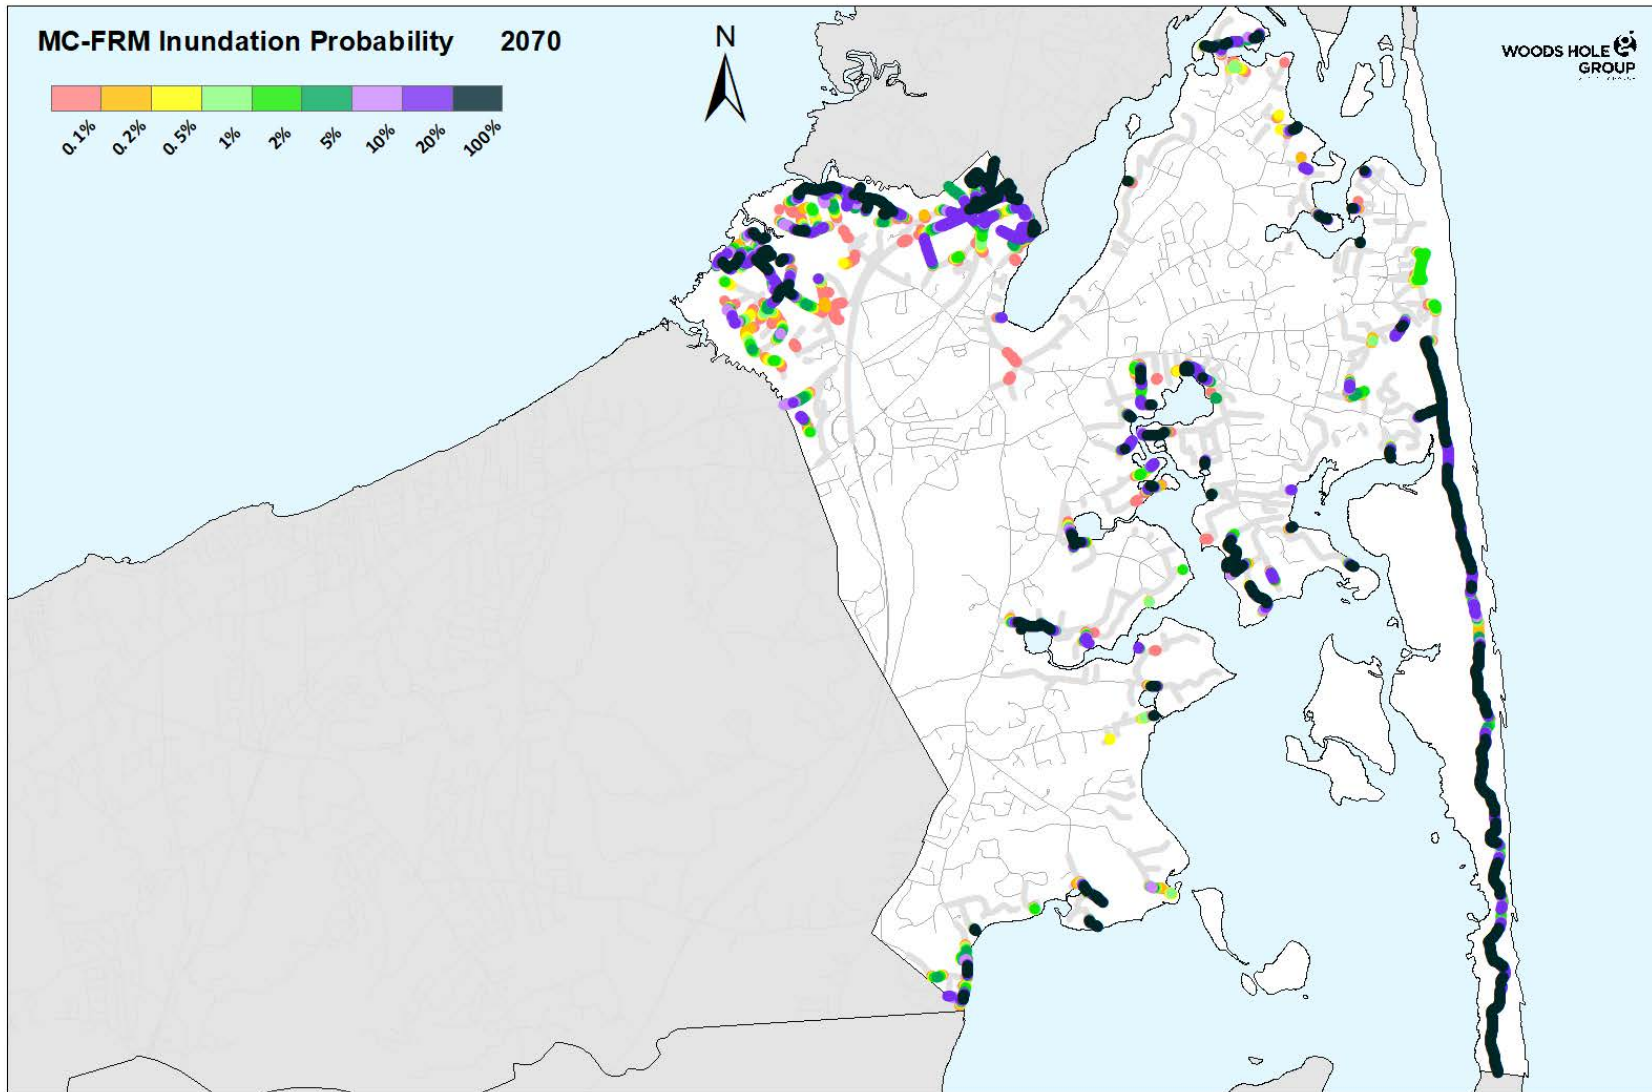 MC-FRM Inundation Probability 2070
0.1%
0.2%
0.5%
1%
2%
5%
10%
20%
100%
N
WOODS HOLE
GROUP